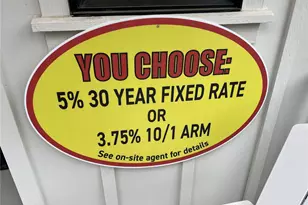 YOU CHOOSE:
5% 30 YEAR FIXED RATE
OR
3.75% 10/1 ARM
See on-site agent for details